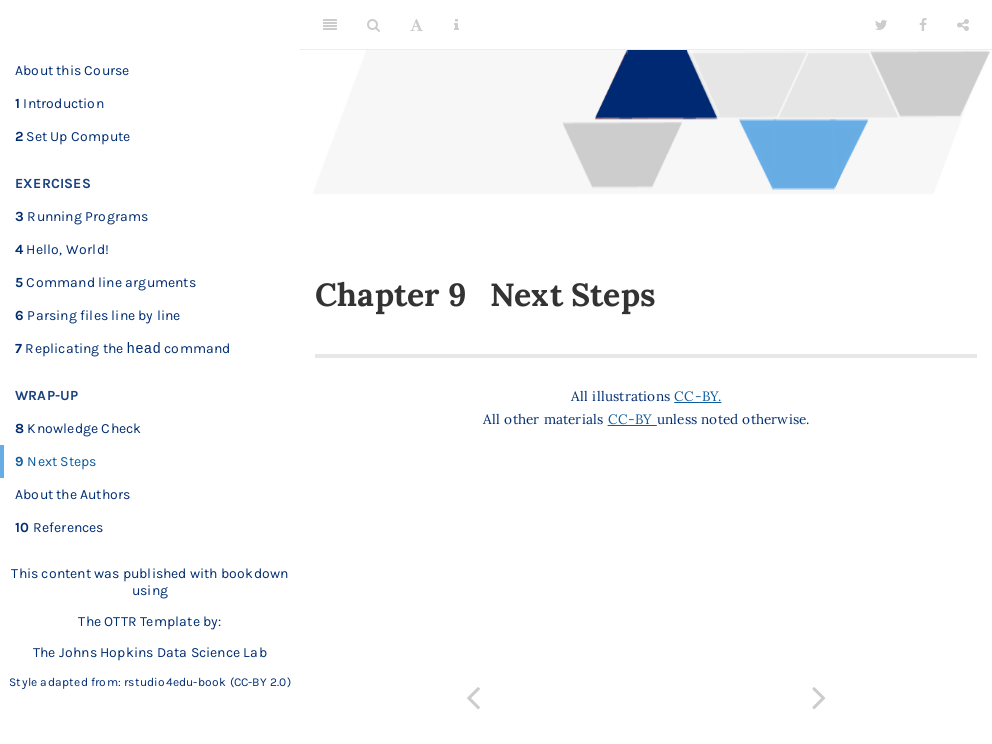 About this Course
1 Introduction
2 Set Up Compute
EXERCISES
3 Running Programs
4 Hello, World!
5 Command line arguments
6 Parsing files line by line
7 Replicating the head command
WRAP-UP
8 Knowledge Check
9 Next Steps
About the Authors
10 References
This content was published with bookdown
using
The OTTR Template by:
The Johns Hopkins Data Science Lab
Style adapted from: rstudio4edu-book (CC-BY 2.0)
Chapter 9 Next Steps
All illustrations CC-BY.
All other materials CC-BY unless noted otherwise.